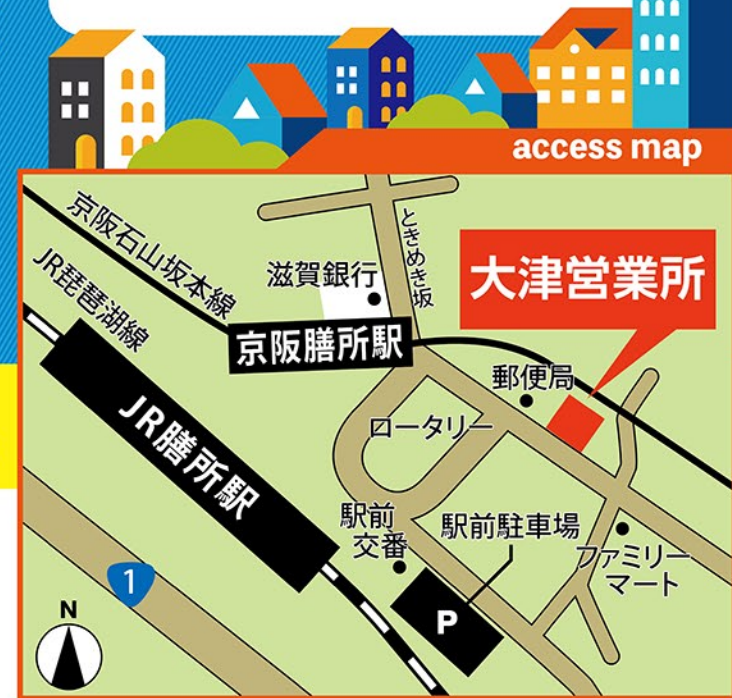 access map
京阪石山坂本線
JR琵琶湖線
滋賀銀行
ときめき坂
大津営業所
京阪膳所駅
郵便局
ロータリー
JR膳所駅
駅前
交番
駅前駐車場
ファミリー
マート
1
P
N